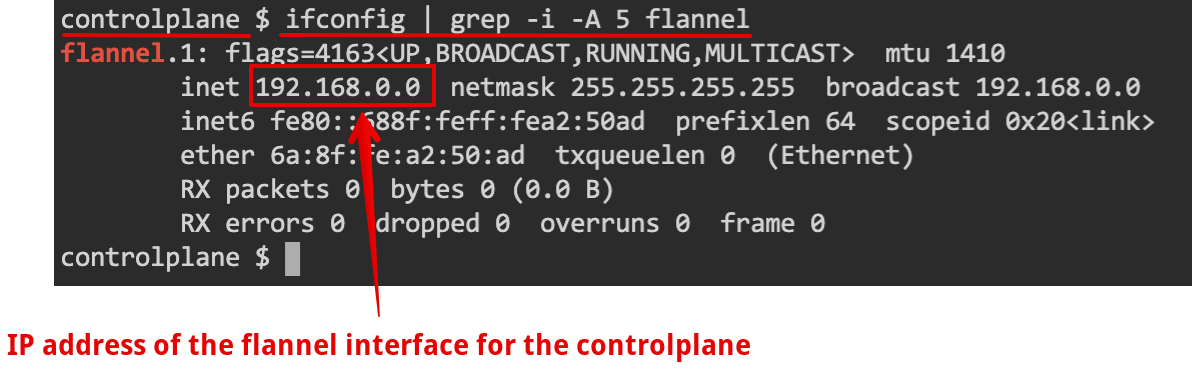 controlplane $ ifconfig | grep -i -A 5 flannel
flannel.1: flags=4163<UP,BROADCAST,RUNNING,MULTICAST>  mtu 1410
        inet 192.168.0.0  netmask 255.255.255.255  broadcast 192.168.0.0
        inet6 fe80::688f:feff:fea2:50ad  prefixlen 64  scopeid 0x20<link>
        ether 6a:8f:fe:a2:50:ad  txqueuelen 0  (Ethernet)
        RX packets 0  bytes 0 (0.0 B)
        RX errors 0  dropped 0  overruns 0  frame 0
controlplane $
IP address of the flannel interface for the controlplane